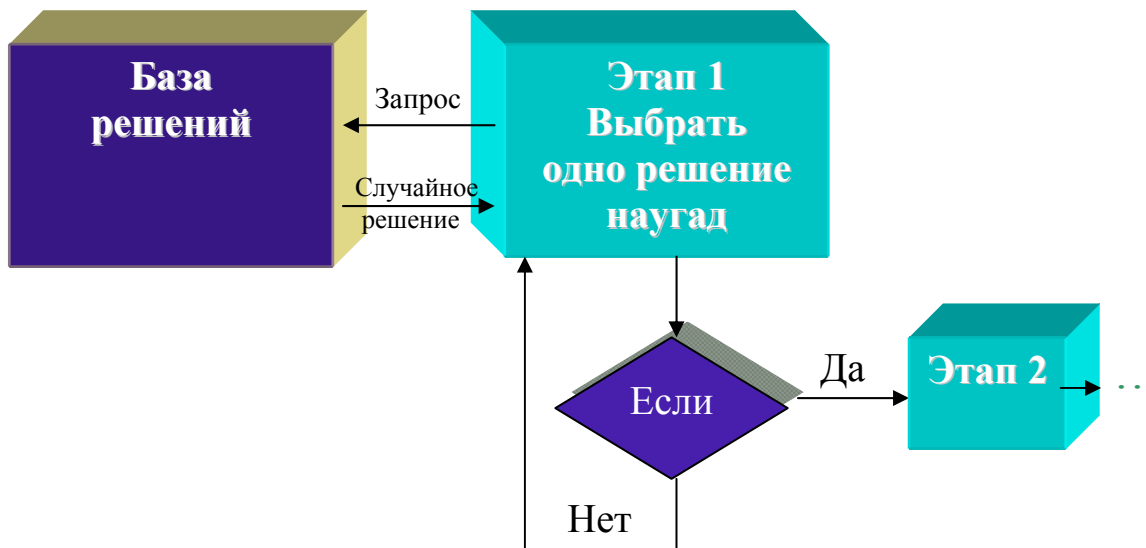 База
решений
Запрос
Случайное
решение
Этап 1
Выбрать
одно решение
наугад
Если
Да
Этап 2
...
Нет